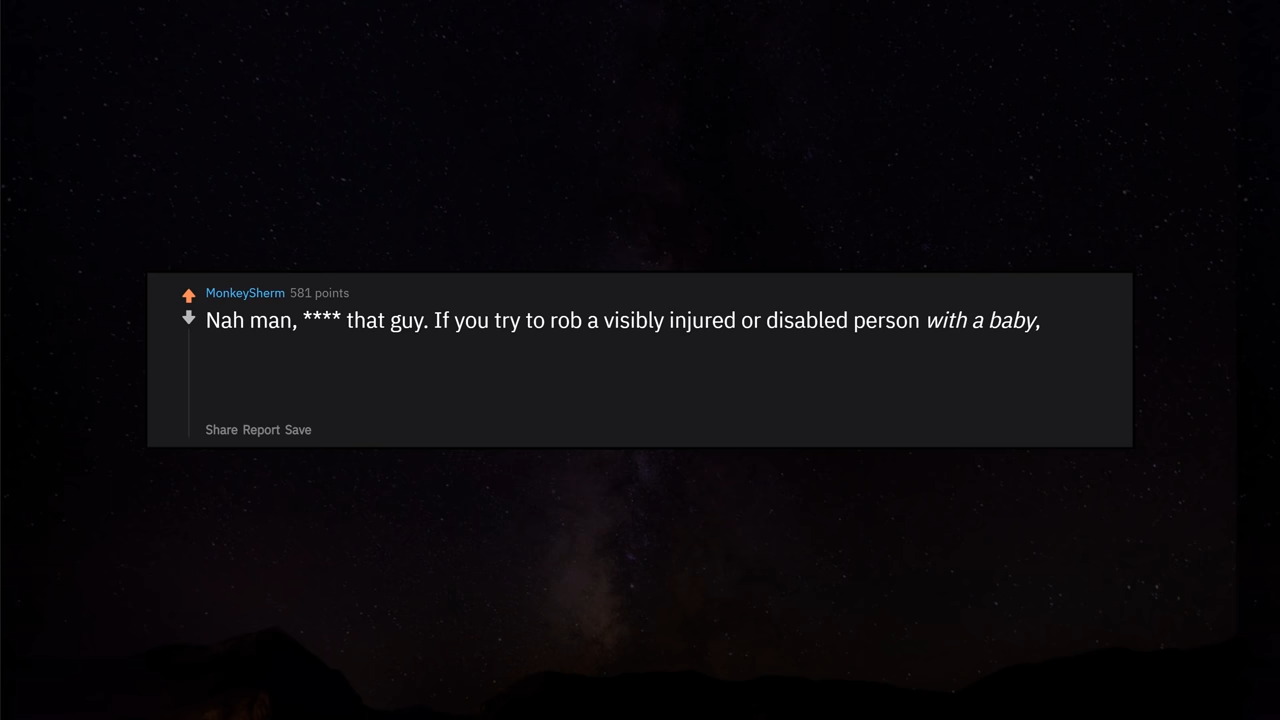 MonkeySherm 581 points
Nah man, **** that guy. If you try to rob a visibly injured or disabled person with a baby,
Share Report Save